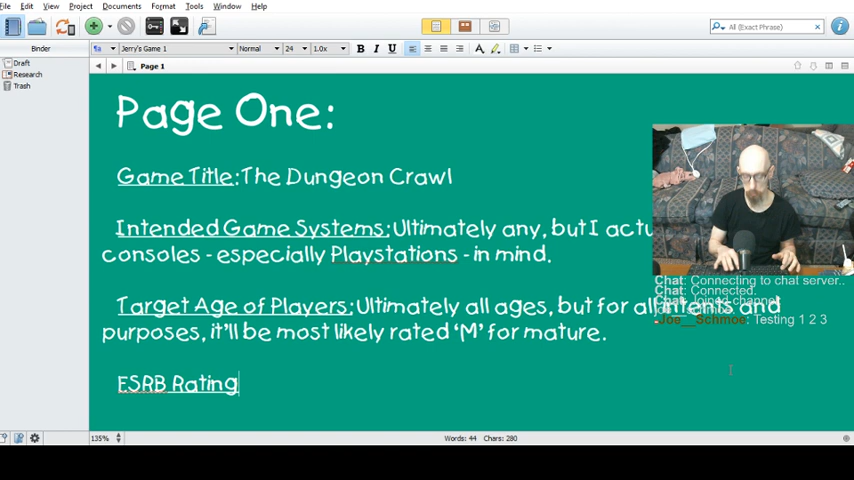 File Edit View Project Documents Tools Window Help
All (Exact Phrase)
Binder Jerry's Game 1 Normal 24 1.0x B I U A
Draft
Research
Trash
Page 1
Page One:
Game Title:The Dungeon Crawl
Intended Game Systems:Ultimately any, but I actu
consoles - especially Playstations - in mind.
Target Age of Players:Ultimately all ages, but for all intents and
purposes, it'll be most likely rated 'M' for mature.
ESRB Rating
Chat: Connecting to chat server..
Chat: Connected.
Chat: Joined channel
Joe__Schmoe: Testing 1 2 3
135% Words: 44 Chars: 280